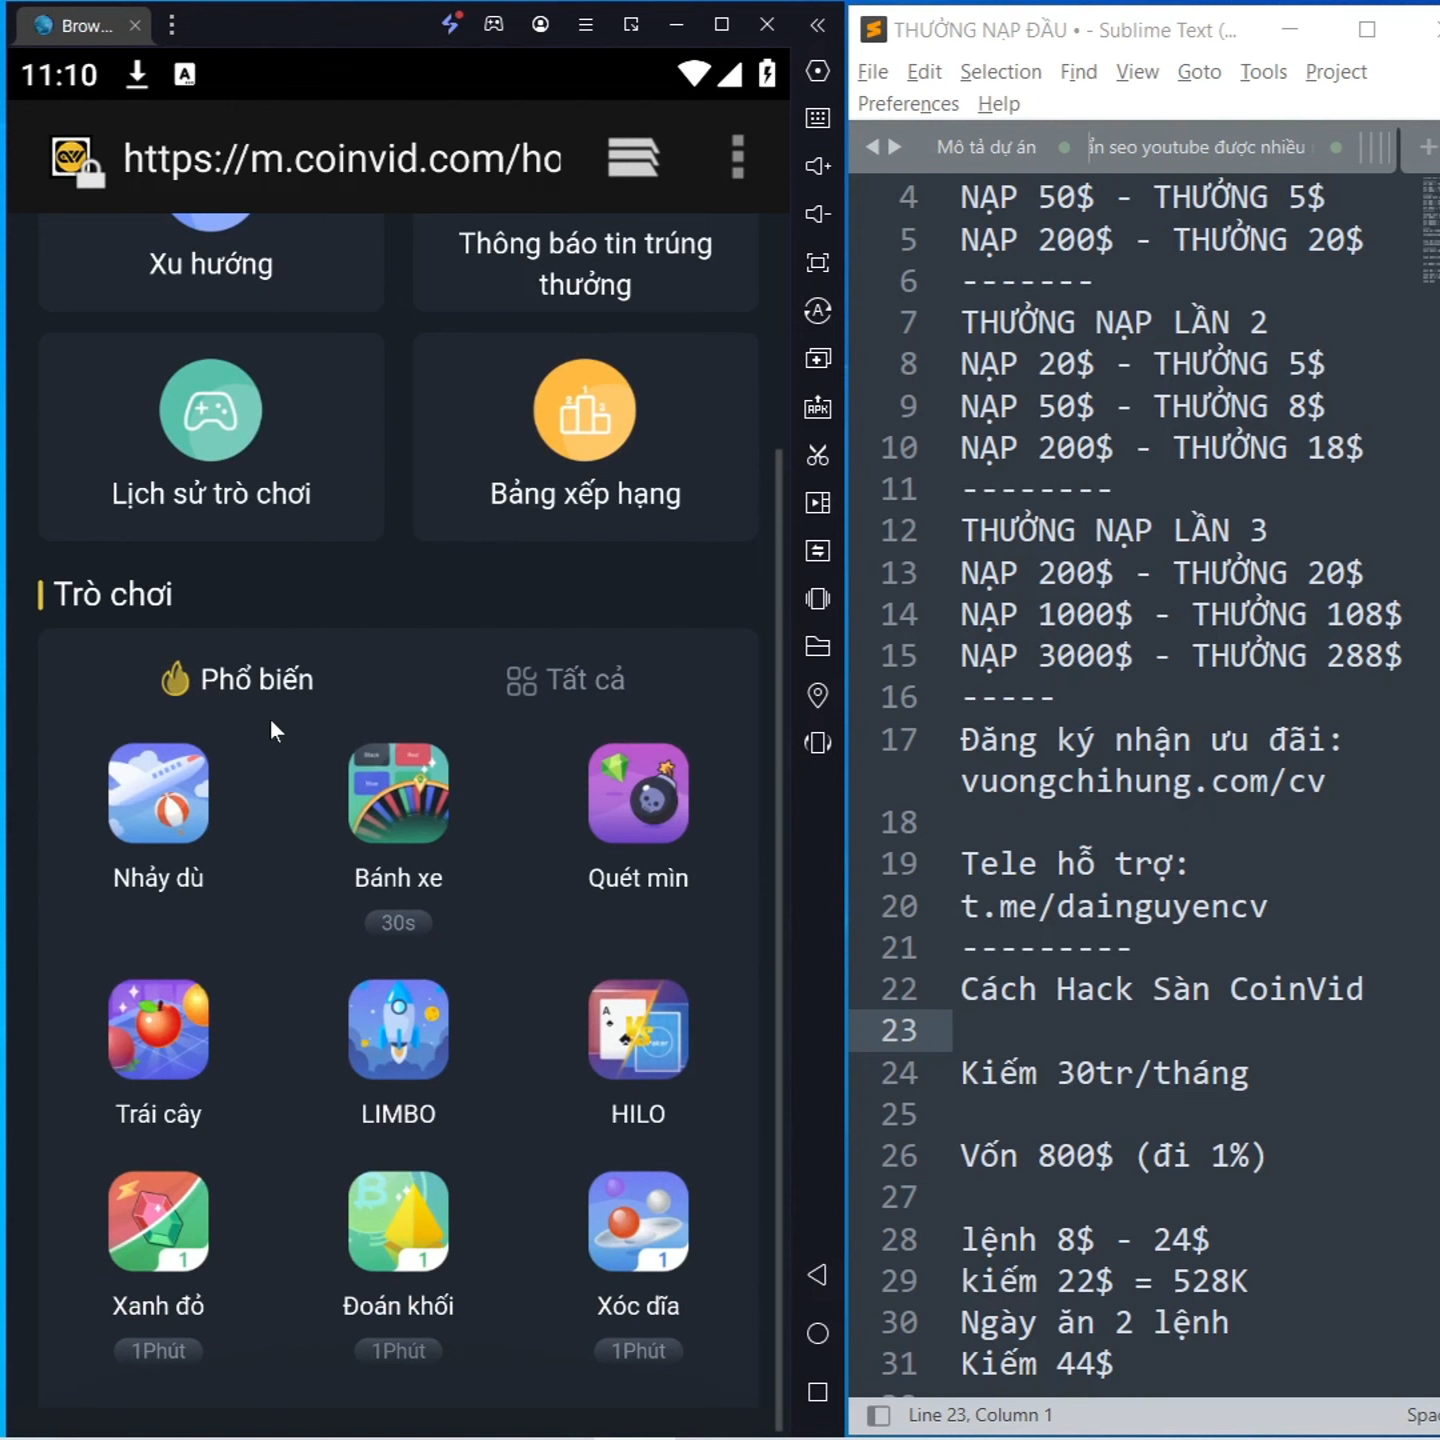 Brow...
11:10
https://m.coinvid.com/ho
Xu hướng
Thông báo tin trúng
thưởng
Lịch sử trò chơi
Bảng xếp hạng
Trò chơi
Phổ biến
Tất cả
Nhảy dù
Bánh xe
30s
Quét mìn
Trái cây
LIMBO
HILO
Xanh đỏ
1Phút
Đoán khối
1Phút
Xóc dĩa
1Phút
THƯỞNG NẠP ĐẦU • - Sublime Text (...
File Edit Selection Find View Goto Tools Project
Preferences Help
Mô tả dự án
ẩn seo youtube được nhiều
4 NẠP 50$ - THƯỞNG 5$
5 NẠP 200$ - THƯỞNG 20$
6 -------
7 THƯỞNG NẠP LẦN 2
8 NẠP 20$ - THƯỞNG 5$
9 NẠP 50$ - THƯỞNG 8$
10 NẠP 200$ - THƯỞNG 18$
11 --------
12 THƯỞNG NẠP LẦN 3
13 NẠP 200$ - THƯỞNG 20$
14 NẠP 1000$ - THƯỞNG 108$
15 NẠP 3000$ - THƯỞNG 288$
16 -----
17 Đăng ký nhận ưu đãi:
vuongchihung.com/cv
18
19 Tele hỗ trợ:
20 t.me/dainguyencv
21 ---------
22 Cách Hack Sàn CoinVid
23
24 Kiếm 30tr/tháng
25
26 Vốn 800$ (đi 1%)
27
28 lệnh 8$ - 24$
29 kiếm 22$ = 528K
30 Ngày ăn 2 lệnh
31 Kiếm 44$
Line 23, Column 1
Spa